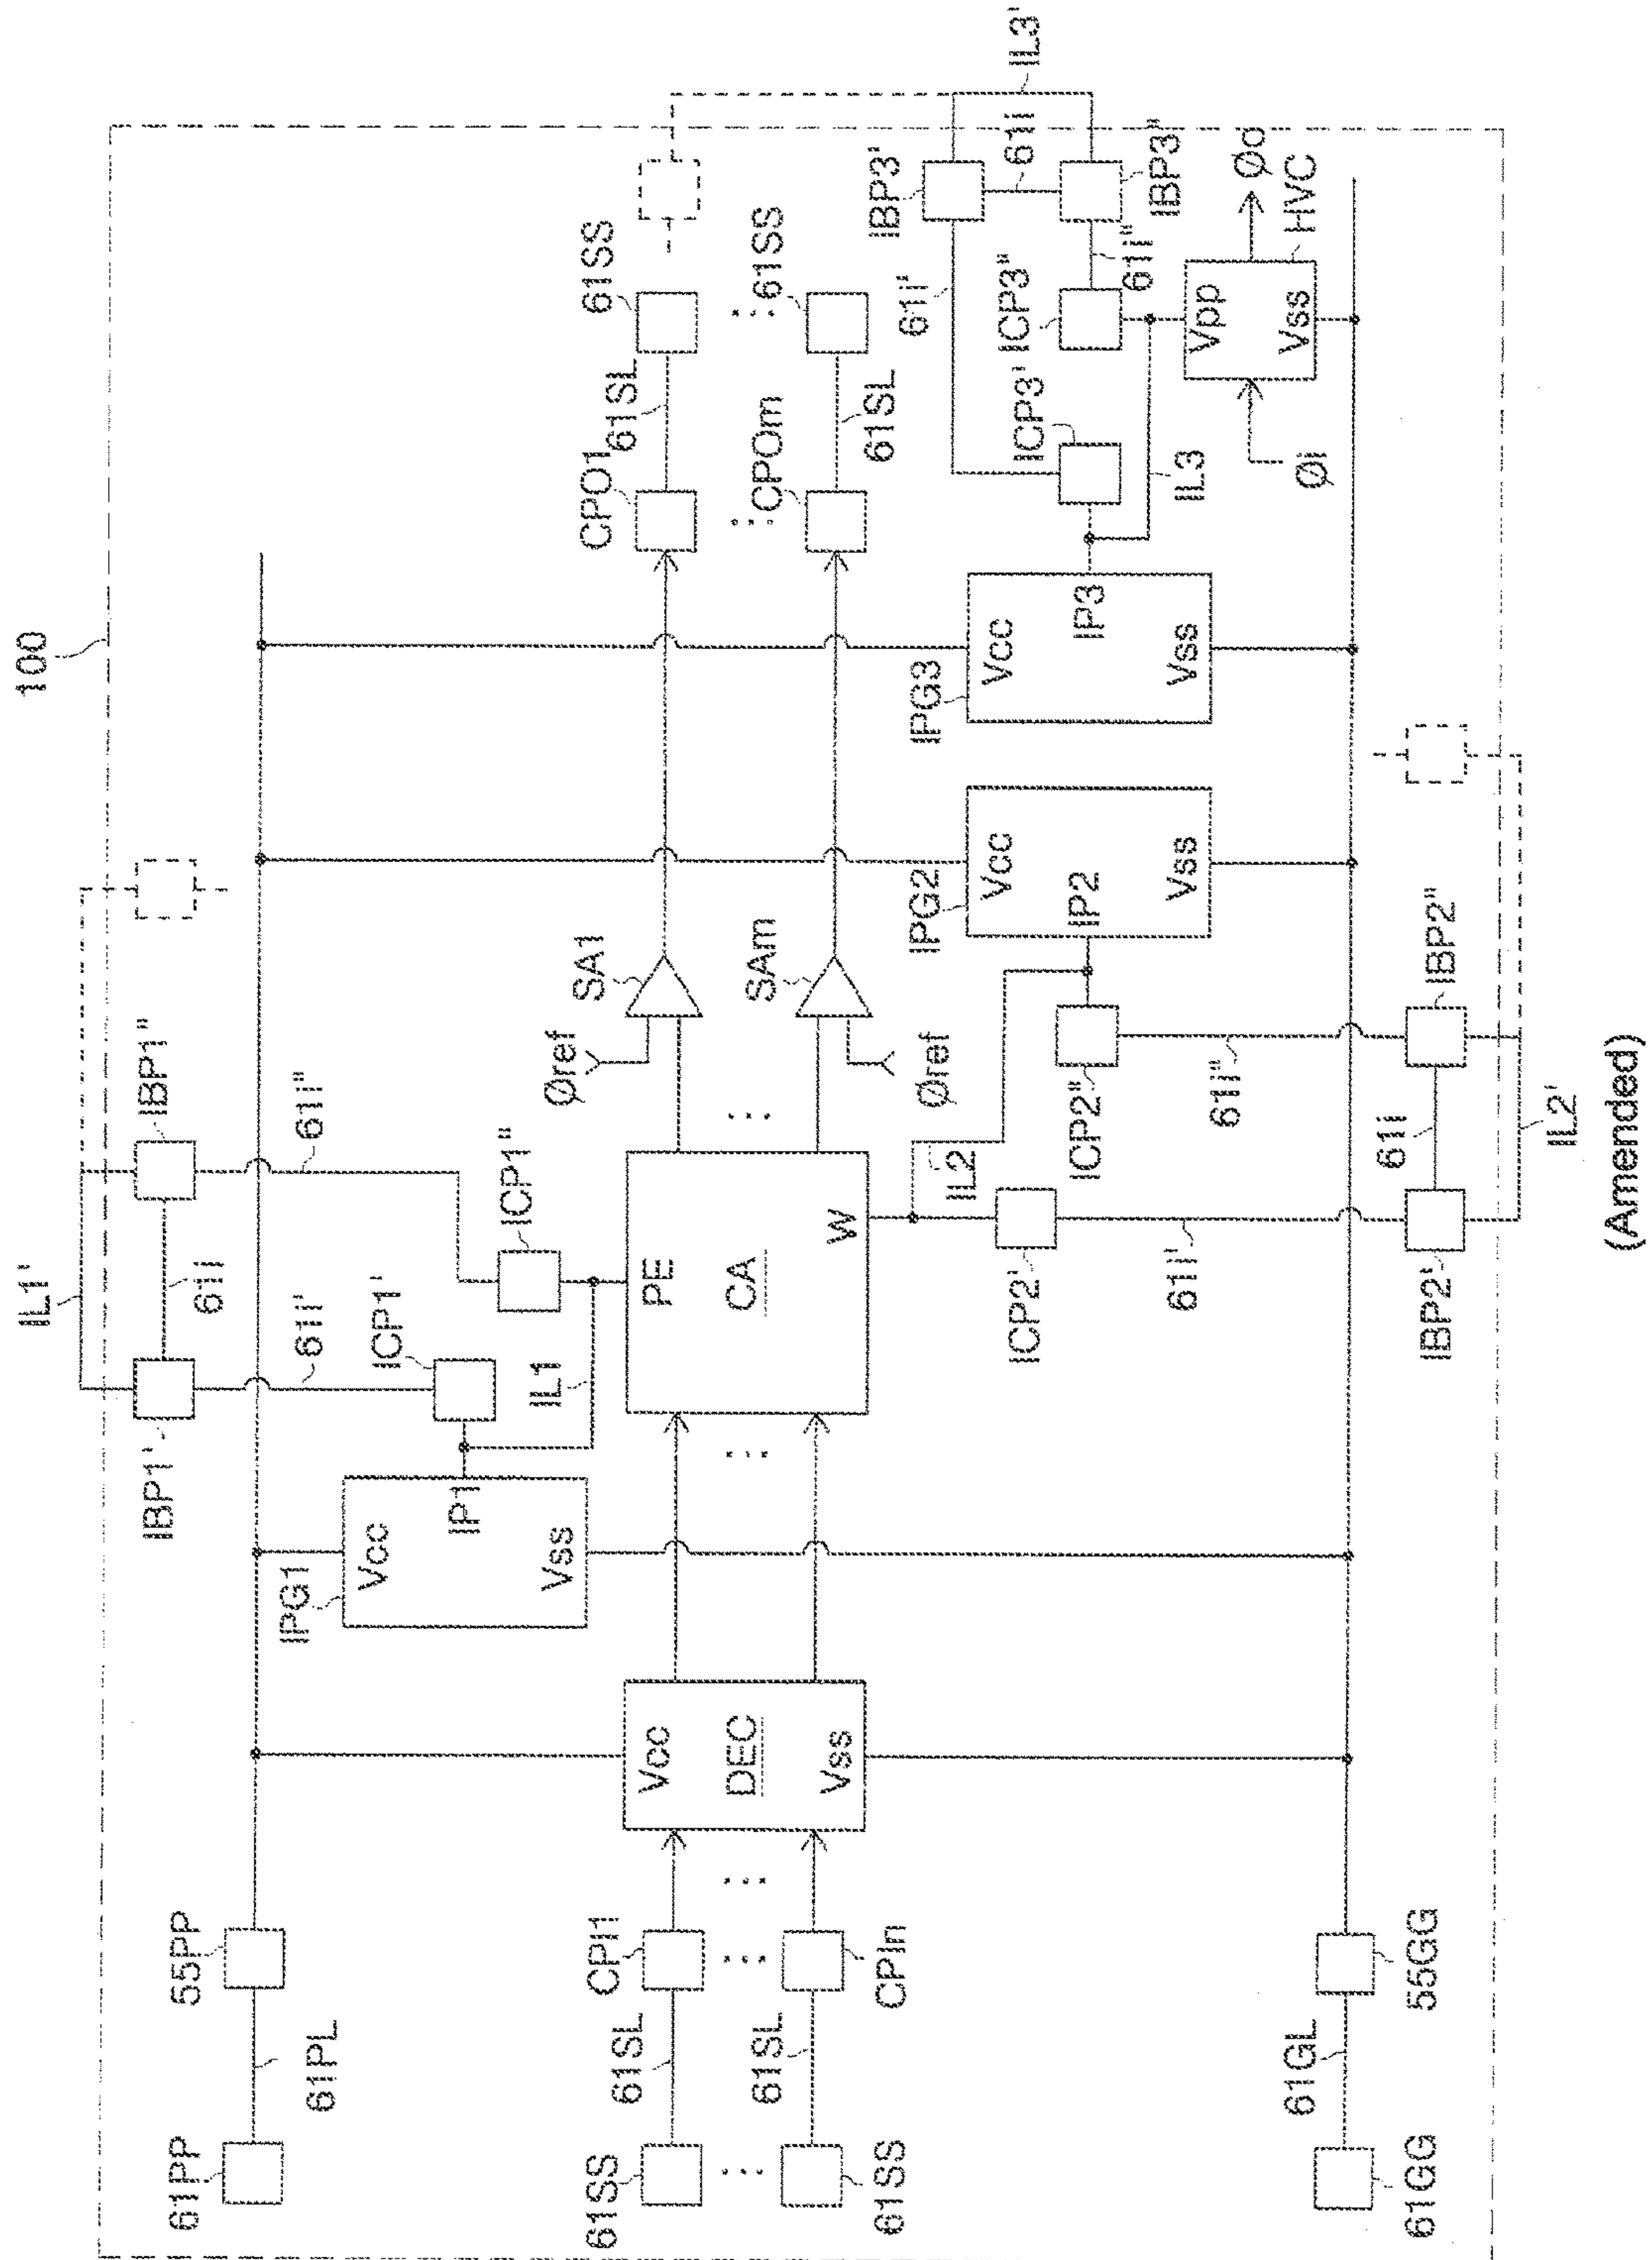 100
IL1'
IBP1'
IBP1"
61i
61i'
61i"
ICP1'
ICP1"
IL1
IPG1
Vcc
IP1
Vss
61PP
61PL
55PP
61SS
61SL
CPI1
61SS
61SL
CPIn
Vcc
DEC
Vss
PE
CA
W
Øref
SA1
SAm
Øref
CPO1
61SL
61SS
CPOm
61SL
61SS
IL2
ICP2'
ICP2"
61i'
61i"
IBP2'
61i
IBP2"
IL2'
IPG2
Vcc
IP2
Vss
IPG3
Vcc
IP3
Vss
ICP3'
ICP3"
61i'
61i"
IBP3'
61i
IBP3"
IL3'
IL3
Vpp
Vss
HVC
Øi
Øo
61GG
61GL
55GG
(Amended)